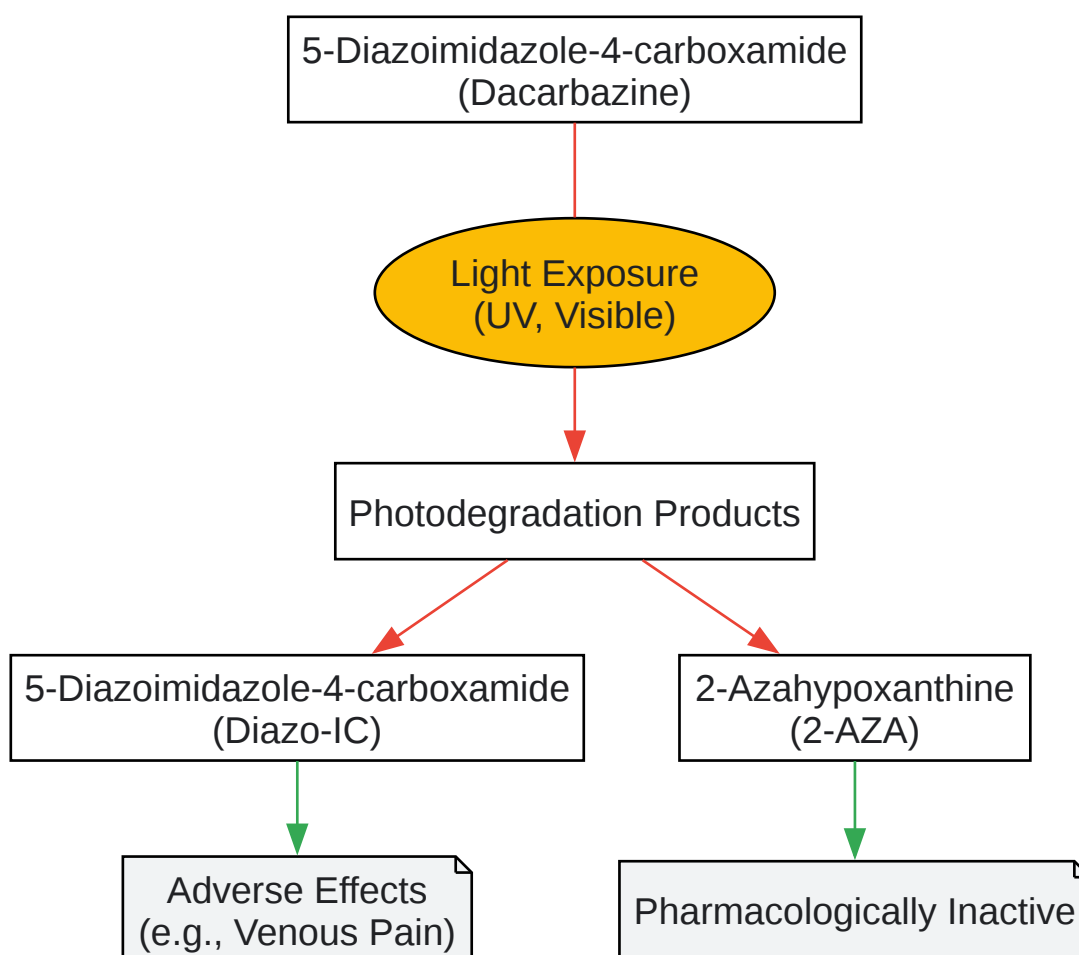 5-Diazoimidazole-4-carboxamide
(Dacarbazine)
Light Exposure
(UV, Visible)
Photodegradation Products
5-Diazoimidazole-4-carboxamide
(Diazo-IC)
2-Azahypoxanthine
(2-AZA)
Adverse Effects
(e.g., Venous Pain)
Pharmacologically Inactive